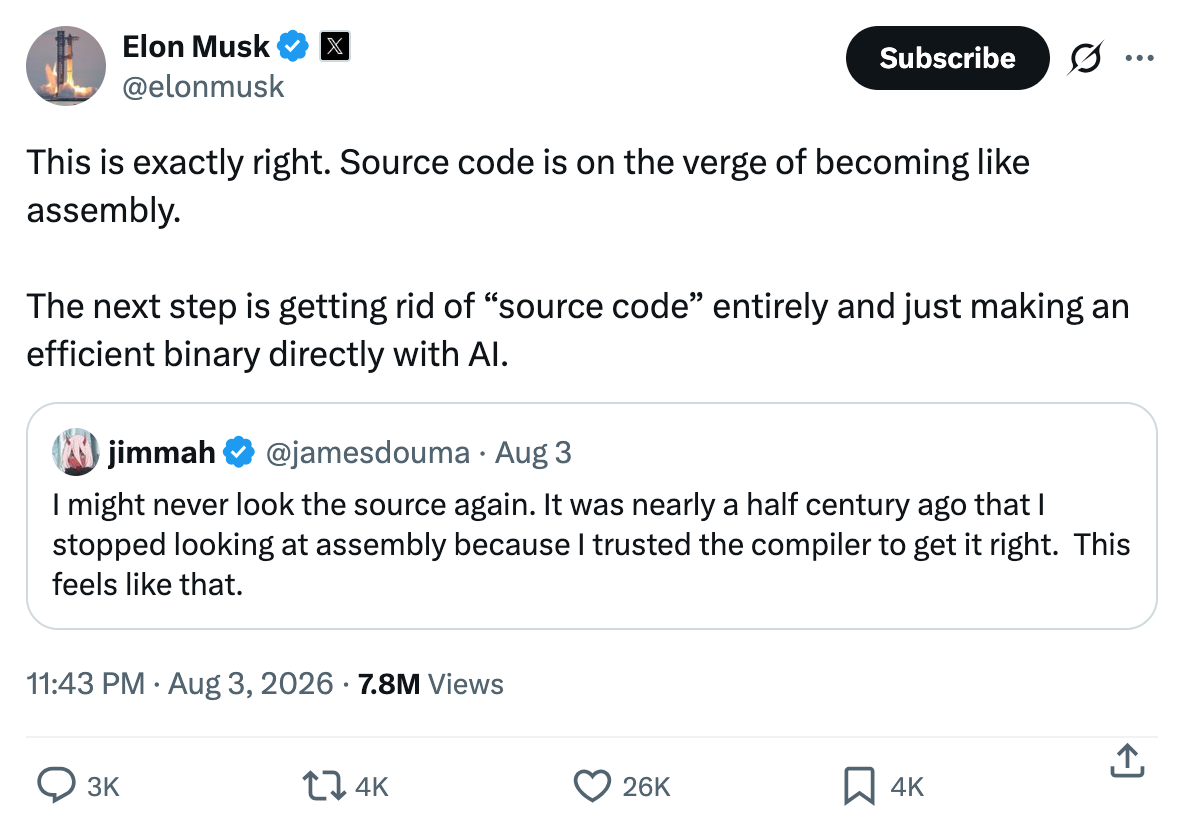 Elon Musk
@elonmusk
Subscribe
This is exactly right. Source code is on the verge of becoming like
assembly.
The next step is getting rid of “source code” entirely and just making an
efficient binary directly with AI.
jimmah @jamesdouma · Aug 3
I might never look the source again. It was nearly a half century ago that I
stopped looking at assembly because I trusted the compiler to get it right.  This
feels like that.
11:43 PM · Aug 3, 2026 · 7.8M Views
3K
4K
26K
4K